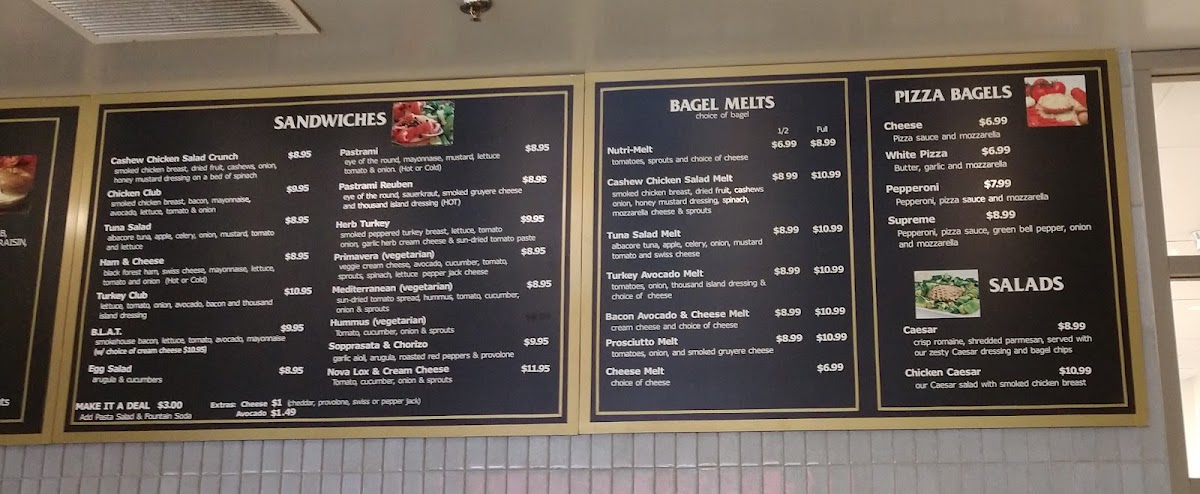 B,
RAISIN,
ts
SANDWICHES
Cashew Chicken Salad Crunch $8.95
smoked chicken breast, dried fruit, cashews, onion,
honey mustard dressing on a bed of spinach
Chicken Club $9.95
smoked chicken breast, bacon, mayonnaise,
avocado, lettuce, tomato & onion
Tuna Salad $8.95
albacore tuna, apple, celery, onion, mustard, tomato
and lettuce
Ham & Cheese $8.95
black forest ham, swiss cheese, mayonnaise, lettuce,
tomato and onion (Hot or Cold)
Turkey Club $10.95
lettuce, tomato, onion, avocado, bacon and thousand
island dressing
B.L.A.T. $9.95
smokehouse bacon, lettuce, tomato, avocado, mayonnaise
(w/ choice of cream cheese $10.95)
Egg Salad $8.95
arugula & cucumbers
Pastrami $8.95
eye of the round, mayonnaise, mustard, lettuce
tomato & onion. (Hot or Cold)
Pastrami Reuben $8.95
eye of the round, sauerkraut, smoked gruyere cheese
and thousand island dressing (HOT)
Herb Turkey $9.95
smoked peppered turkey breast, lettuce, tomato
onion, garlic herb cream cheese & sun-dried tomato paste
Primavera (vegetarian) $8.95
veggie cream cheese, avocado, cucumber, tomato,
sprouts, spinach, lettuce pepper jack cheese
Mediterranean (vegetarian) $8.95
sun-dried tomato spread, hummus, tomato, cucumber,
onion & sprouts
Hummus (vegetarian)
Tomato, cucumber, onion & sprouts
Sopprasata & Chorizo $9.95
garlic aiol, arugula, roasted red peppers & provolone
Nova Lox & Cream Cheese $11.95
Tomato, cucumber, onion & sprouts
MAKE IT A DEAL $3.00
Add Pasta Salad & Fountain Soda
Extras: Cheese $1 (cheddar, provolone, swiss or pepper jack)
Avocado $1.49
BAGEL MELTS
choice of bagel
1/2 Full
Nutri-Melt $6.99 $8.99
tomatoes, sprouts and choice of cheese
Cashew Chicken Salad Melt $8 99 $10.99
smoked chicken breast, dried fruit, cashews
onion, honey mustard dressing, spinach,
mozzarella cheese & sprouts
Tuna Salad Melt $8.99 $10.99
albacore tuna, apple, celery, onion, mustard
tomato and swiss cheese
Turkey Avocado Melt $8.99 $10.99
tomatoes, onion, thousand island dressing &
choice of cheese
Bacon Avocado & Cheese Melt $8.99 $10.99
cream cheese and choice of cheese
Prosciutto Melt $8.99 $10.99
tomatoes, onion, and smoked gruyere cheese
Cheese Melt $6.99
choice of cheese
PIZZA BAGELS
Cheese $6.99
Pizza sauce and mozzarella
White Pizza $6.99
Butter, garlic and mozzarella
Pepperoni $7.99
Pepperoni, pizza sauce and mozzarella
Supreme $8.99
Pepperoni, pizza sauce, green bell pepper, onion
and mozzarella
SALADS
Caesar $8.99
crisp romaine, shredded parmesan, served with
our zesty Caesar dressing and bagel chips
Chicken Caesar $10.99
our Caesar salad with smoked chicken breast